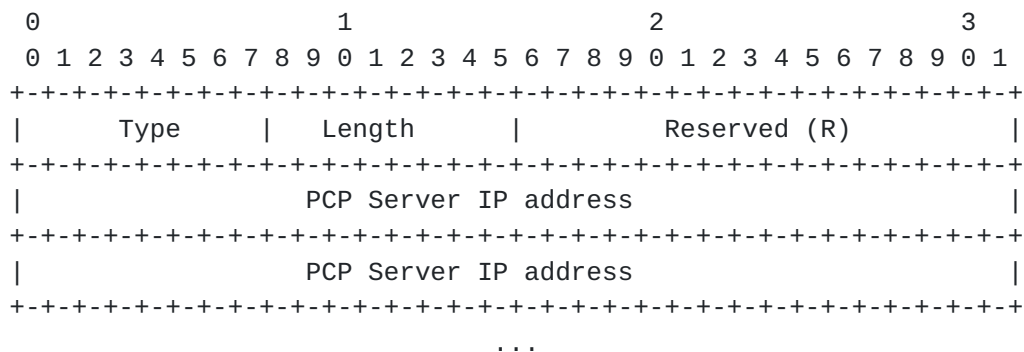 0                   1                   2                   3
 0 1 2 3 4 5 6 7 8 9 0 1 2 3 4 5 6 7 8 9 0 1 2 3 4 5 6 7 8 9 0 1
+-+-+-+-+-+-+-+-+-+-+-+-+-+-+-+-+-+-+-+-+-+-+-+-+-+-+-+-+-+-+-+-+
|      Type     |   Length      |         Reserved (R)          |
+-+-+-+-+-+-+-+-+-+-+-+-+-+-+-+-+-+-+-+-+-+-+-+-+-+-+-+-+-+-+-+-+
|                  PCP Server IP address                        |
+-+-+-+-+-+-+-+-+-+-+-+-+-+-+-+-+-+-+-+-+-+-+-+-+-+-+-+-+-+-+-+-+
|                  PCP Server IP address                        |
+-+-+-+-+-+-+-+-+-+-+-+-+-+-+-+-+-+-+-+-+-+-+-+-+-+-+-+-+-+-+-+-+
                              ...